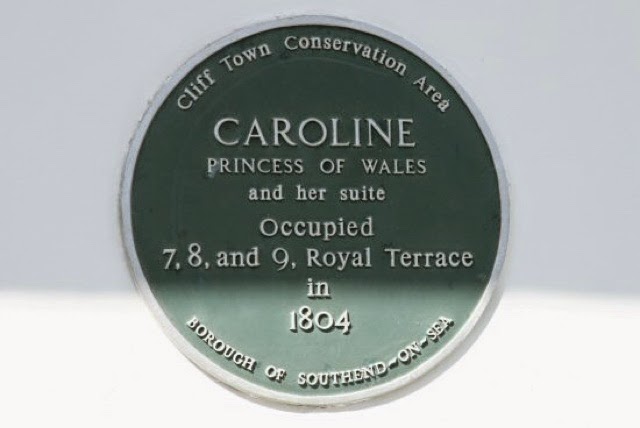 Cliff Town Conservation Area
CAROLINE
PRINCESS OF WALES
and her suite
Occupied
7, 8, and 9, Royal Terrace
in
1804
BOROUGH OF SOUTHEND-ON-SEA